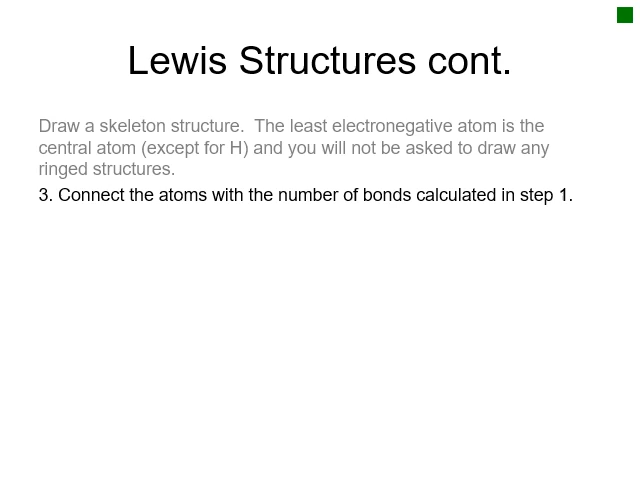 Lewis Structures cont.
Draw a skeleton structure.  The least electronegative atom is the
central atom (except for H) and you will not be asked to draw any
ringed structures.
3. Connect the atoms with the number of bonds calculated in step 1.